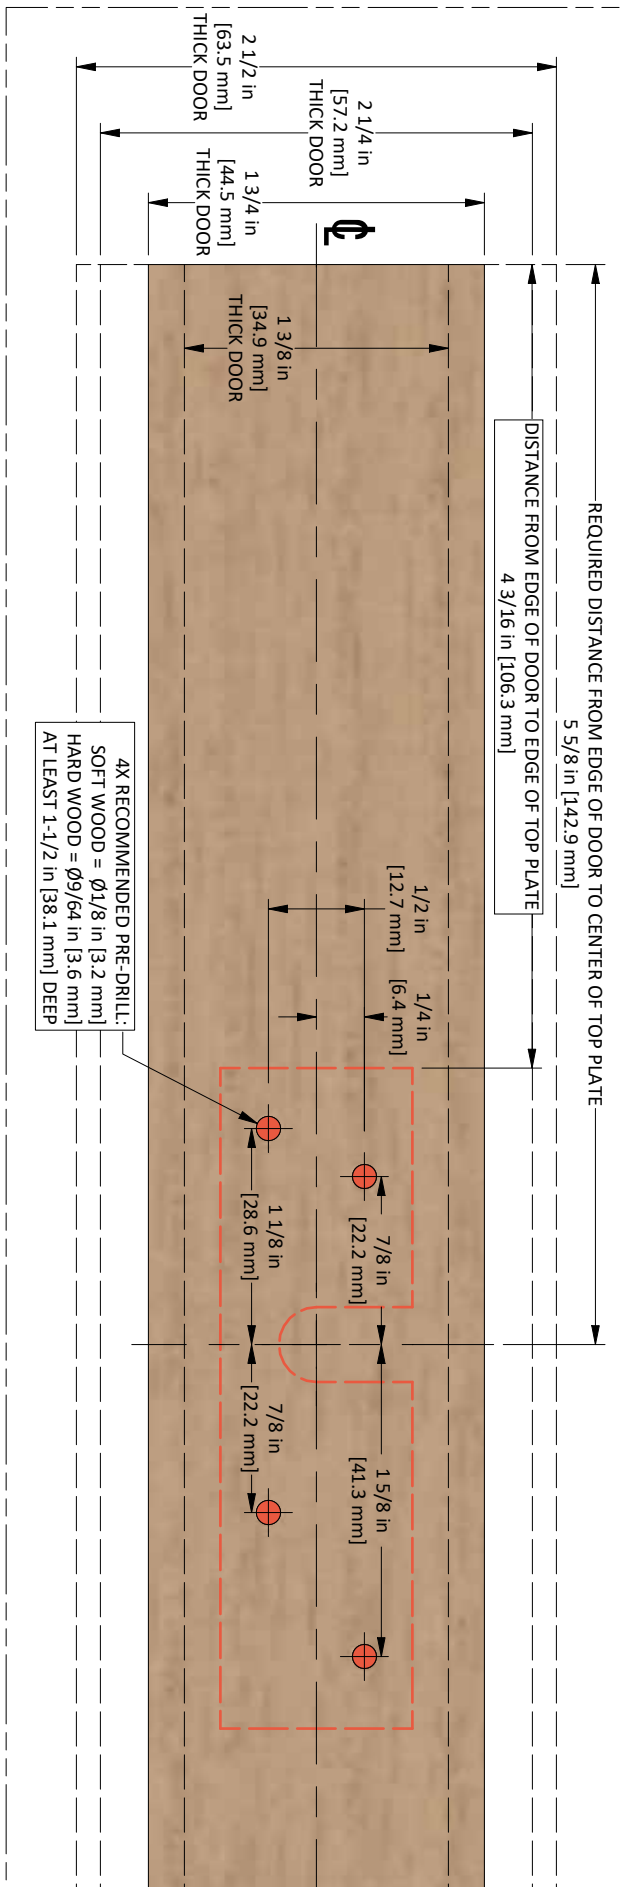 2 1/2 in
[63.5 mm]
THICK DOOR
2 1/4 in
[57.2 mm]
THICK DOOR
1 3/4 in
[44.5 mm]
THICK DOOR
℄
1 3/8 in
[34.9 mm]
THICK DOOR
REQUIRED DISTANCE FROM EDGE OF DOOR TO CENTER OF TOP PLATE
5 5/8 in [142.9 mm]
DISTANCE FROM EDGE OF DOOR TO EDGE OF TOP PLATE
4 3/16 in [106.3 mm]
1/2 in
[12.7 mm]
1/4 in
[6.4 mm]
4X RECOMMENDED PRE-DRILL:
SOFT WOOD = Ø1/8 in [3.2 mm]
HARD WOOD = Ø9/64 in [3.6 mm]
AT LEAST 1-1/2 in [38.1 mm] DEEP
7/8 in
[22.2 mm]
1 1/8 in
[28.6 mm]
1 5/8 in
[41.3 mm]
7/8 in
[22.2 mm]